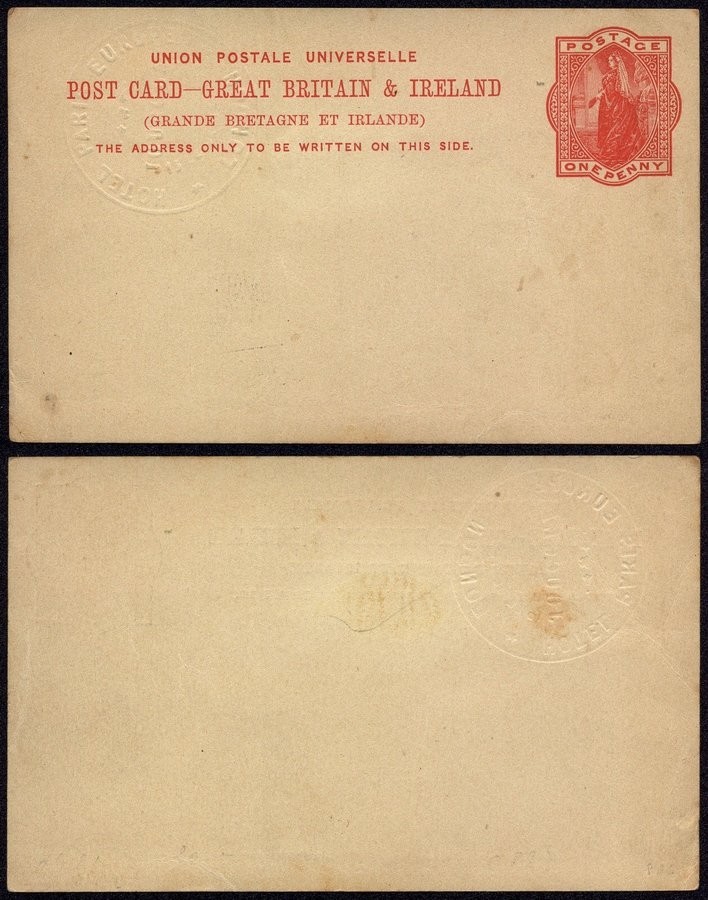 UNION POSTALE UNIVERSELLE
POST CARD—GREAT BRITAIN & IRELAND
(GRANDE BRETAGNE ET IRLANDE)
THE ADDRESS ONLY TO BE WRITTEN ON THIS SIDE.
POSTAGE
ONE PENNY
HOTEL